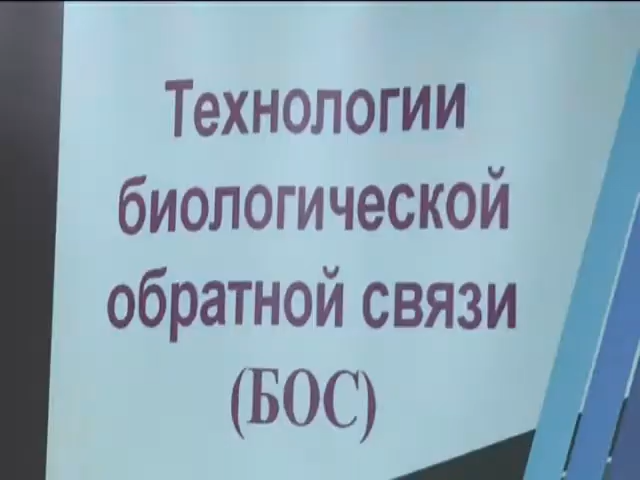 Технологии
биологической
обратной связи
(БОС)